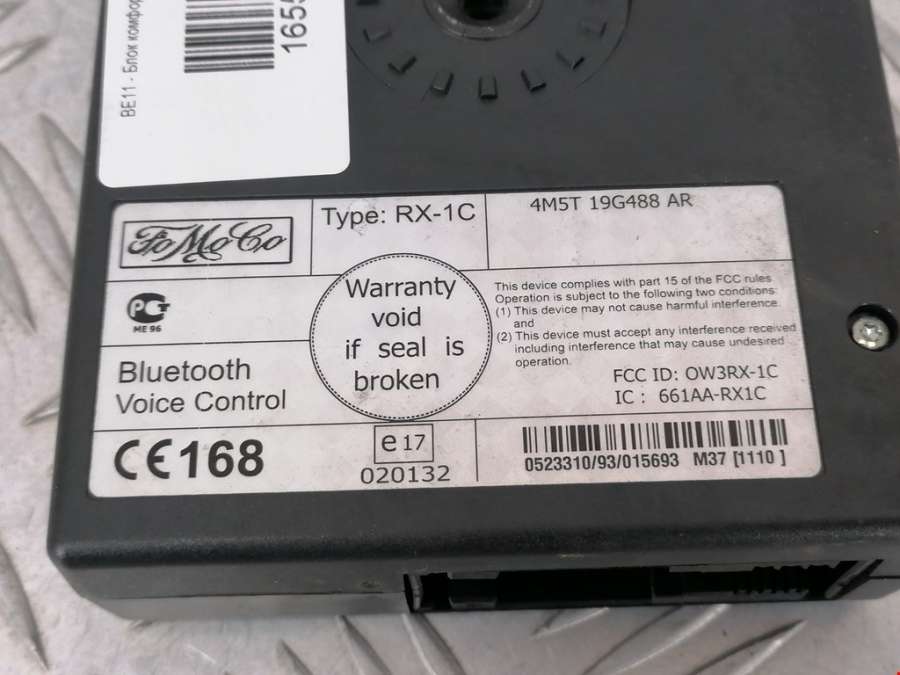 BE11 - Блок
1655
FoMoCo
Type: RX-1C
4M5T 19G488 AR
PCT
ME 96
Warranty
void
if seal is
broken
This device complies with part 15 of the FCC rules
Operation is subject to the following two conditions:
(1) This device may not cause harmful interference.
and
(2) This device must accept any interference received
including interference that may cause undesired
operation.
Bluetooth
Voice Control
FCC ID: OW3RX-1C
IC : 661AA-RX1C
CE168
e17
020132
0523310/93/015693 M37 [1110 ]